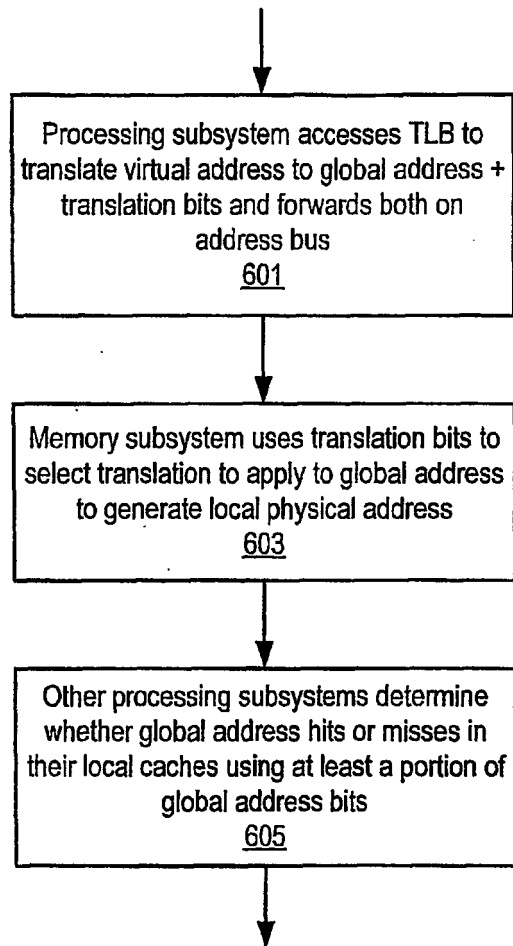 Processing subsystem accesses TLB to
translate virtual address to global address +
translation bits and forwards both on
address bus
601
Memory subsystem uses translation bits to
select translation to apply to global address
to generate local physical address
603
Other processing subsystems determine
whether global address hits or misses in
their local caches using at least a portion of
global address bits
605